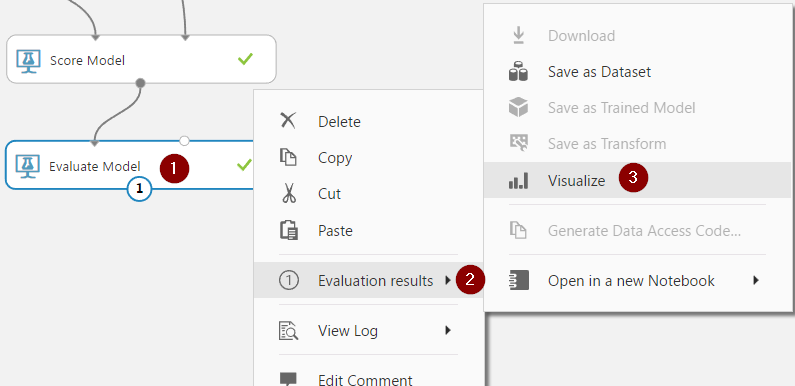 Score Model
Evaluate Model
1
1
Delete
Copy
Cut
Paste
1
Evaluation results
2
View Log
Edit Comment
Download
Save as Dataset
Save as Trained Model
Save as Transform
Visualize
3
Generate Data Access Code...
Open in a new Notebook